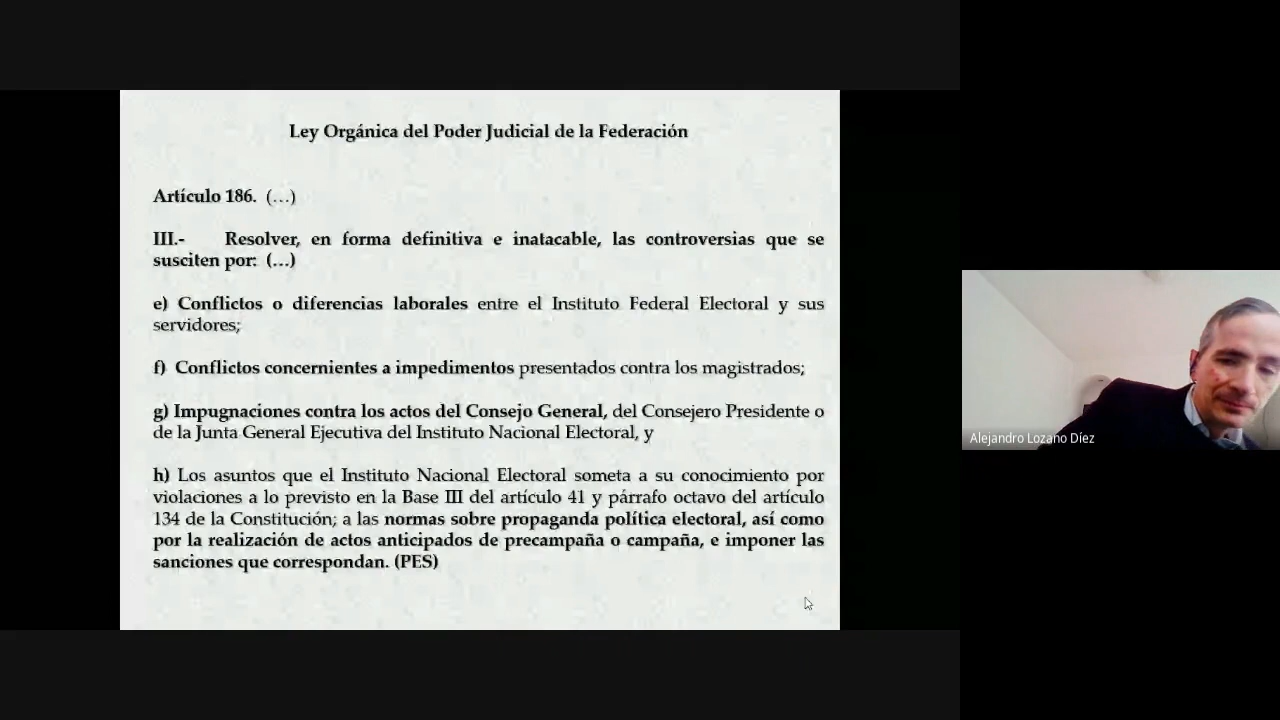 Ley Orgánica del Poder Judicial de la Federación
Artículo 186. (...)
III.- Resolver, en forma definitiva e inatacable, las controversias que se
susciten por: (...)
e) Conflictos o diferencias laborales entre el Instituto Federal Electoral y sus
servidores;
f) Conflictos concernientes a impedimentos presentados contra los magistrados;
g) Impugnaciones contra los actos del Consejo General, del Consejero Presidente o
de la Junta General Ejecutiva del Instituto Nacional Electoral, y
h) Los asuntos que el Instituto Nacional Electoral someta a su conocimiento por
violaciones a lo previsto en la Base III del artículo 41 y párrafo octavo del artículo
134 de la Constitución; a las normas sobre propaganda política electoral, así como
por la realización de actos anticipados de precampaña o campaña, e imponer las
sanciones que correspondan. (PES)
Alejandro Lozano Díez